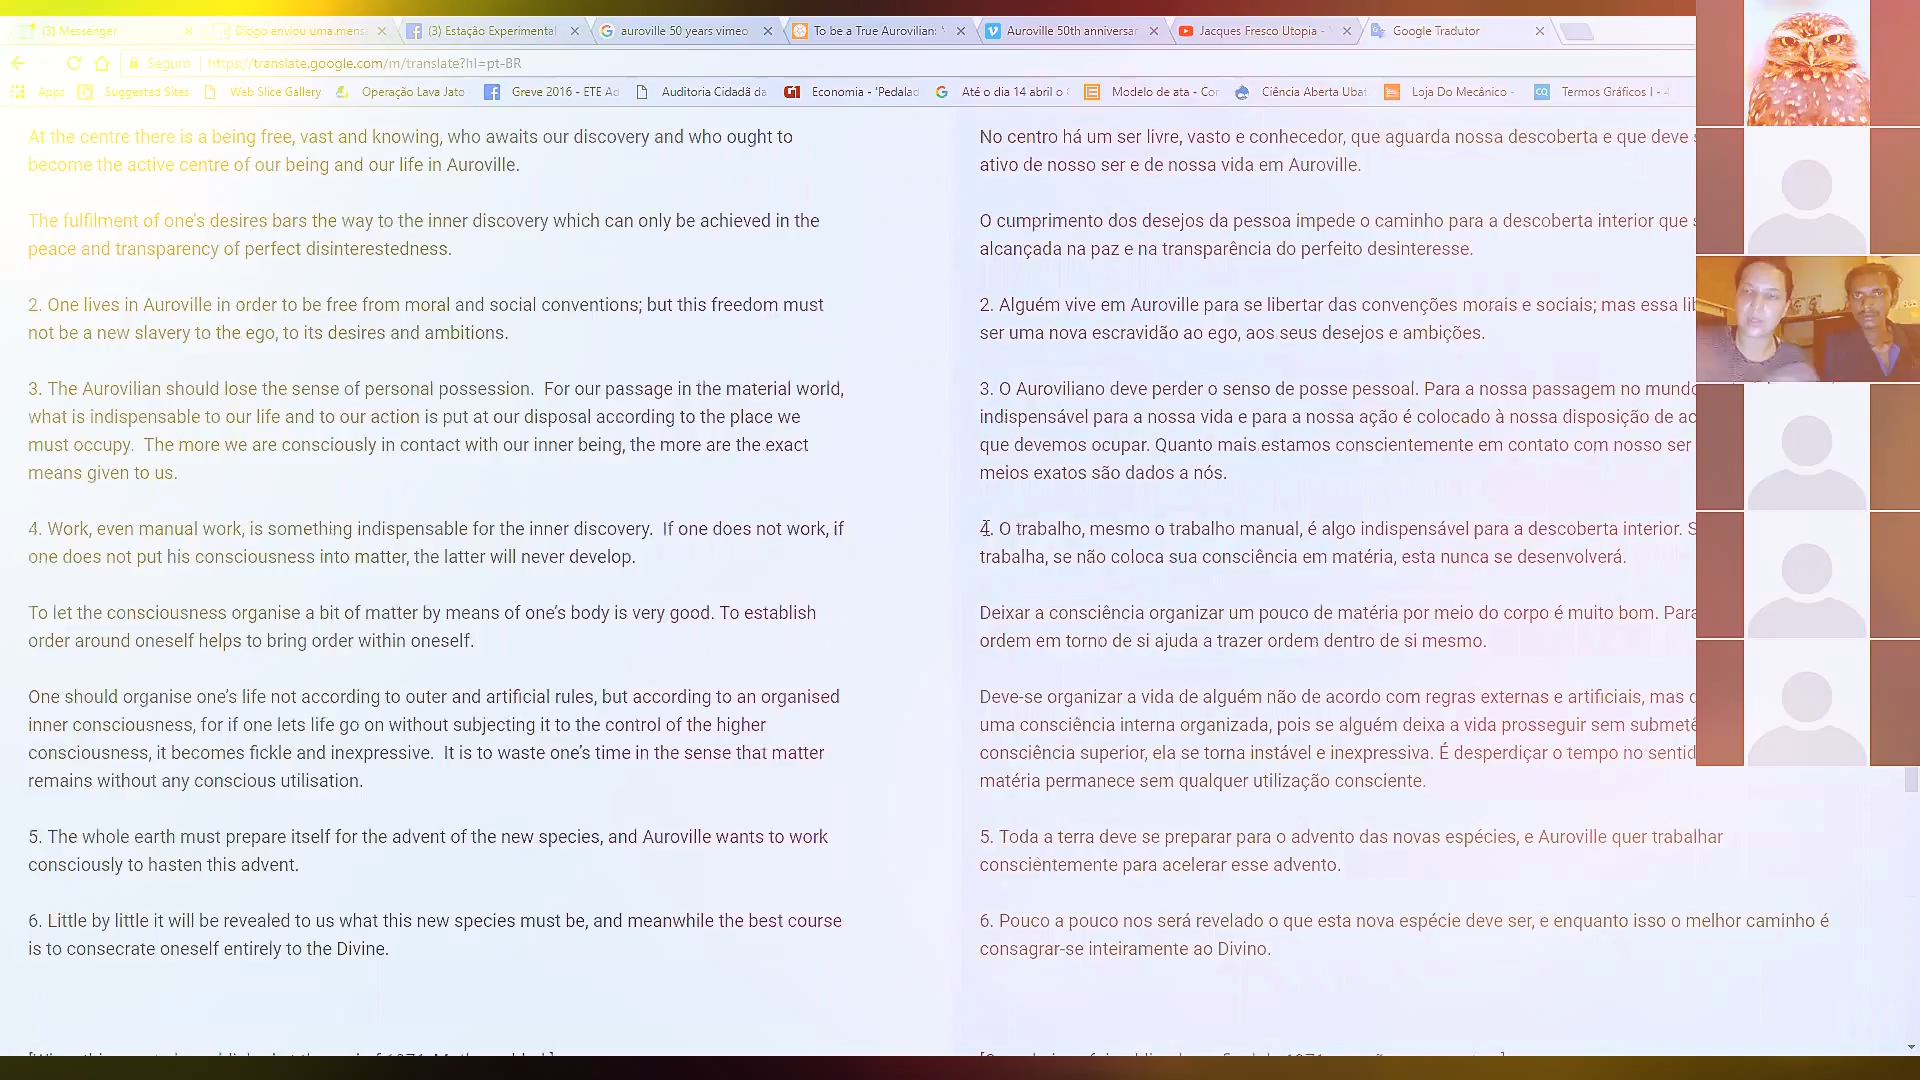 (3) Messenger
Diogo enviou uma mens
(3) Estação Experimental
auroville 50 years vimeo
To be a True Aurovilian:
Auroville 50th anniversar
Jacques Fresco Utopia -
Google Tradutor
Seguro
https://translate.google.com/m/translate?hl=pt-BR
Apps
Suggested Sites
Web Slice Gallery
Operação Lava Jato
Greve 2016 - ETE Ad
Auditoria Cidadã da
Economia - 'Pedalad
Até o dia 14 abril o
Modelo de ata - Cor
Ciência Aberta Ubat
Loja Do Mecânico -
Termos Gráficos I - 4
At the centre there is a being free, vast and knowing, who awaits our discovery and who ought to
become the active centre of our being and our life in Auroville.
The fulfilment of one's desires bars the way to the inner discovery which can only be achieved in the
peace and transparency of perfect disinterestedness.
2. One lives in Auroville in order to be free from moral and social conventions; but this freedom must
not be a new slavery to the ego, to its desires and ambitions.
3. The Aurovilian should lose the sense of personal possession.  For our passage in the material world,
what is indispensable to our life and to our action is put at our disposal according to the place we
must occupy.  The more we are consciously in contact with our inner being, the more are the exact
means given to us.
4. Work, even manual work, is something indispensable for the inner discovery.  If one does not work, if
one does not put his consciousness into matter, the latter will never develop.
To let the consciousness organise a bit of matter by means of one's body is very good. To establish
order around oneself helps to bring order within oneself.
One should organise one's life not according to outer and artificial rules, but according to an organised
inner consciousness, for if one lets life go on without subjecting it to the control of the higher
consciousness, it becomes fickle and inexpressive.  It is to waste one's time in the sense that matter
remains without any conscious utilisation.
5. The whole earth must prepare itself for the advent of the new species, and Auroville wants to work
consciously to hasten this advent.
6. Little by little it will be revealed to us what this new species must be, and meanwhile the best course
is to consecrate oneself entirely to the Divine.
No centro há um ser livre, vasto e conhecedor, que aguarda nossa descoberta e que deve
ativo de nosso ser e de nossa vida em Auroville.
O cumprimento dos desejos da pessoa impede o caminho para a descoberta interior que
alcançada na paz e na transparência do perfeito desinteresse.
2. Alguém vive em Auroville para se libertar das convenções morais e sociais; mas essa
ser uma nova escravidão ao ego, aos seus desejos e ambições.
3. O Auroviliano deve perder o senso de posse pessoal. Para a nossa passagem no mundo
indispensável para a nossa vida e para a nossa ação é colocado à nossa disposição de
que devemos ocupar. Quanto mais estamos conscientemente em contato com nosso ser
meios exatos são dados a nós.
4. O trabalho, mesmo o trabalho manual, é algo indispensável para a descoberta interior.
trabalha, se não coloca sua consciência em matéria, esta nunca se desenvolverá.
Deixar a consciência organizar um pouco de matéria por meio do corpo é muito bom. Para
ordem em torno de si ajuda a trazer ordem dentro de si mesmo.
Deve-se organizar a vida de alguém não de acordo com regras externas e artificiais, mas
uma consciência interna organizada, pois se alguém deixa a vida prosseguir sem
consciência superior, ela se torna instável e inexpressiva. É desperdiçar o tempo no
matéria permanece sem qualquer utilização consciente.
5. Toda a terra deve se preparar para o advento das novas espécies, e Auroville quer trabalhar
conscientemente para acelerar esse advento.
6. Pouco a pouco nos será revelado o que esta nova espécie deve ser, e enquanto isso o melhor caminho é
consagrar-se inteiramente ao Divino.